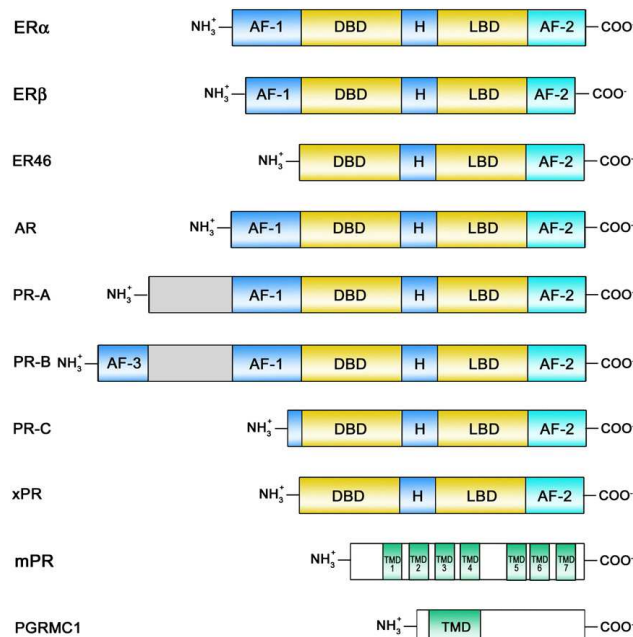 ERα NH₃⁺ AF-1 DBD H LBD AF-2 COO⁻
ERβ NH₃⁺ AF-1 DBD H LBD AF-2 COO⁻
ER46 NH₃⁺ DBD H LBD AF-2 COO⁻
AR NH₃⁺ AF-1 DBD H LBD AF-2 COO⁻
PR-A NH₃⁺ AF-1 DBD H LBD AF-2 COO⁻
PR-B NH₃⁺ AF-3 AF-1 DBD H LBD AF-2 COO⁻
PR-C NH₃⁺ DBD H LBD AF-2 COO⁻
xPR NH₃⁺ DBD H LBD AF-2 COO⁻
mPR NH₃⁺ TMD 1 TMD 2 TMD 3 TMD 4 TMD 5 TMD 6 TMD 7 COO⁻
PGRMC1 NH₃⁺ TMD COO⁻